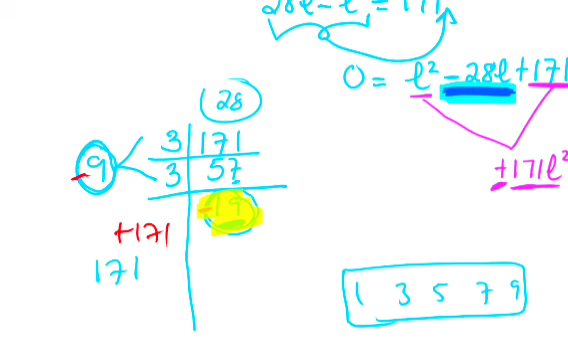 28ℓ - ℓ² = 171
0 = ℓ² - 28ℓ + 171
28
3 | 171
-9 3 | 57
-19
+171
171
+171ℓ²
1 3 5 7 9